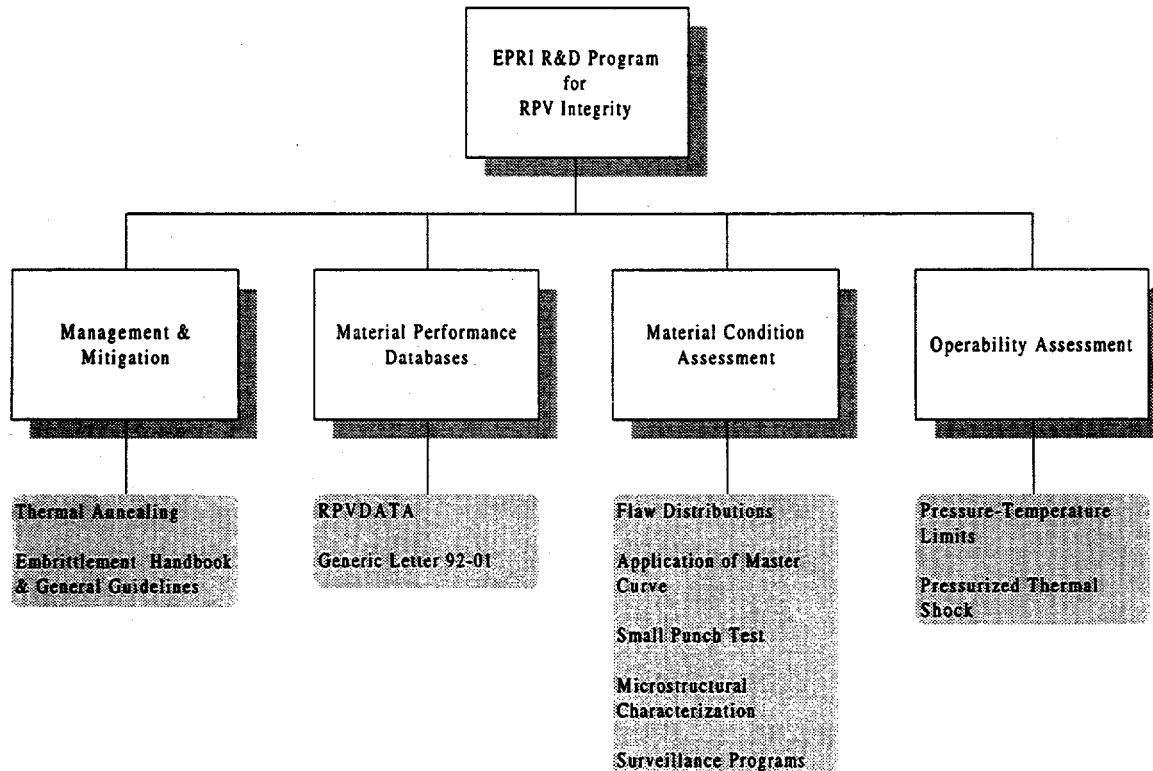 EPRI R&D Program
for
RPV Integrity
Management &
Mitigation
Material Performance
Databases
Material Condition
Assessment
Operability Assessment
Thermal Annealing
Embrittlement Handbook
& General Guidelines
RPVDATA
Generic Letter 92-01
Flaw Distributions
Application of Master
Curve
Small Punch Test
Microstructural
Characterization
Surveillance Programs
Pressure-Temperature
Limits
Pressurized Thermal
Shock